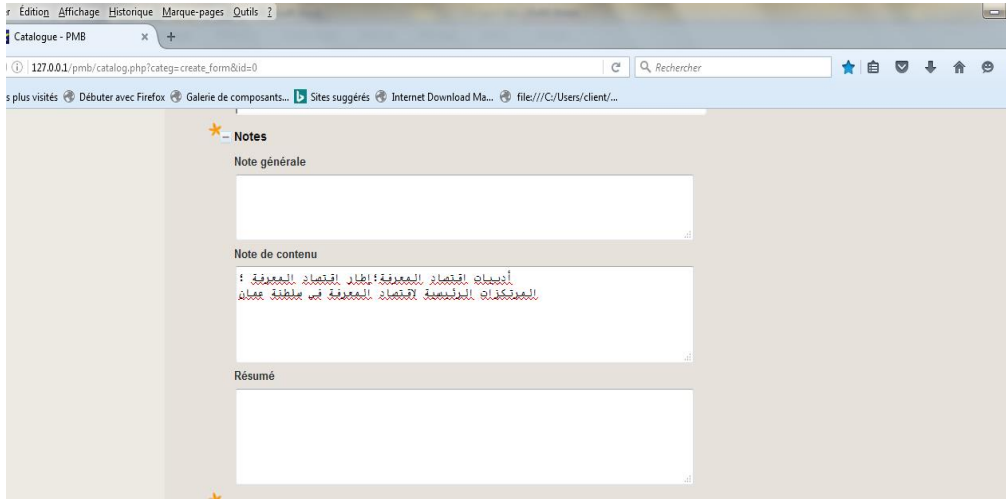 Édition Affichage Historique Marque-pages Outils ?
Catalogue - PMB
127.0.0.1/pmb/catalog.php?categ=create_form&id=0
Rechercher
s plus visités Débuter avec Firefox Galerie de composants... Sites suggérés Internet Download Ma... file:///C:/Users/client/...
Notes
Note générale
Note de contenu
أدبيات اقتصاد المعرفة؛إطار اقتصاد المعرفة ؛
المرتكزات الرئيسية لاقتصاد المعرفة في سلطنة عمان
Résumé